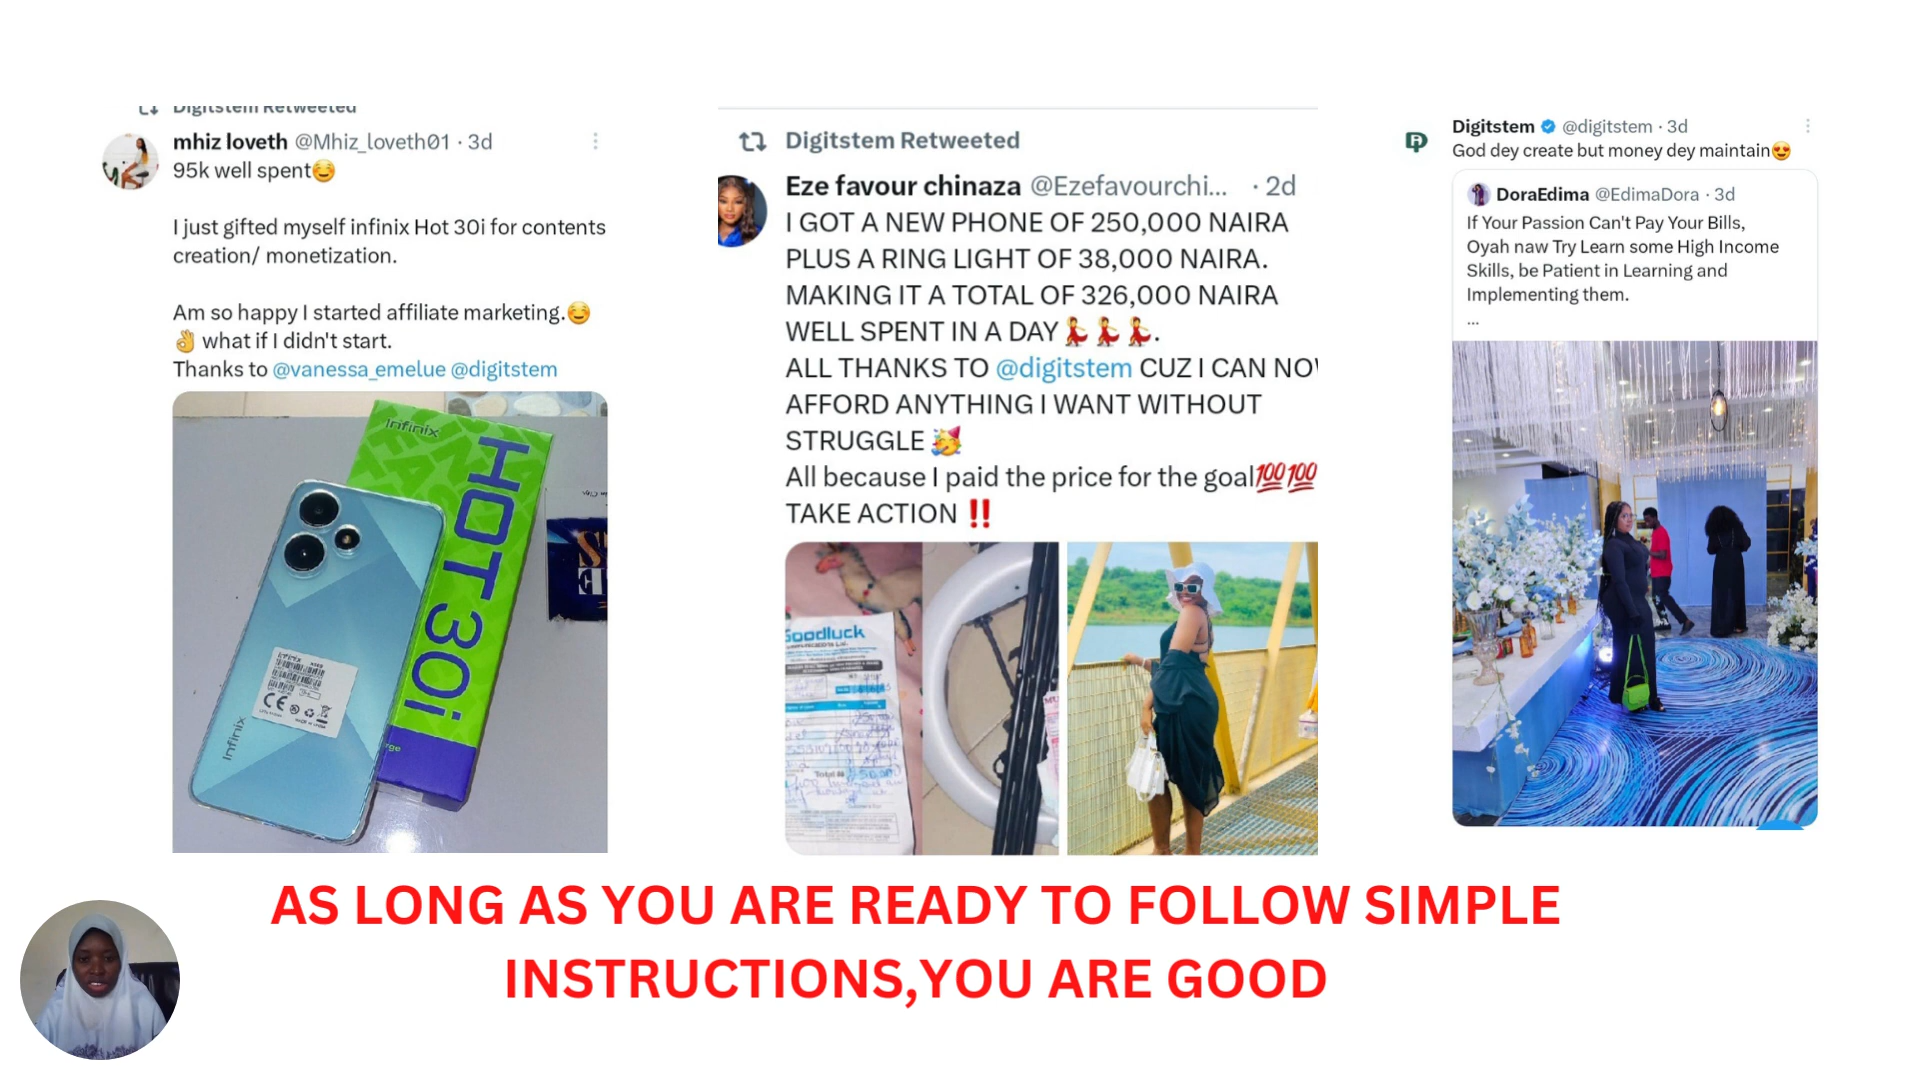 Digitstem Retweeted
mhiz loveth @Mhiz_loveth01 · 3d
95k well spent☺️
I just gifted myself infinix Hot 30i for contents
creation/ monetization.
Am so happy I started affiliate marketing.☺️
👌 what if I didn't start.
Thanks to @vanessa_emelue @digitstem
Infinix
HOT 30i
Infinix
Infinix
Digitstem Retweeted
Eze favour chinaza @Ezefavourchi... · 2d
I GOT A NEW PHONE OF 250,000 NAIRA
PLUS A RING LIGHT OF 38,000 NAIRA.
MAKING IT A TOTAL OF 326,000 NAIRA
WELL SPENT IN A DAY💃💃💃.
ALL THANKS TO @digitstem CUZ I CAN NOW
AFFORD ANYTHING I WANT WITHOUT
STRUGGLE 🥳
All because I paid the price for the goal💯💯
TAKE ACTION ‼️
Goodluck
Digitstem @digitstem · 3d
God dey create but money dey maintain😍
DoraEdima @EdimaDora · 3d
If Your Passion Can't Pay Your Bills,
Oyah naw Try Learn some High Income
Skills, be Patient in Learning and
Implementing them.
...
AS LONG AS YOU ARE READY TO FOLLOW SIMPLE
INSTRUCTIONS,YOU ARE GOOD